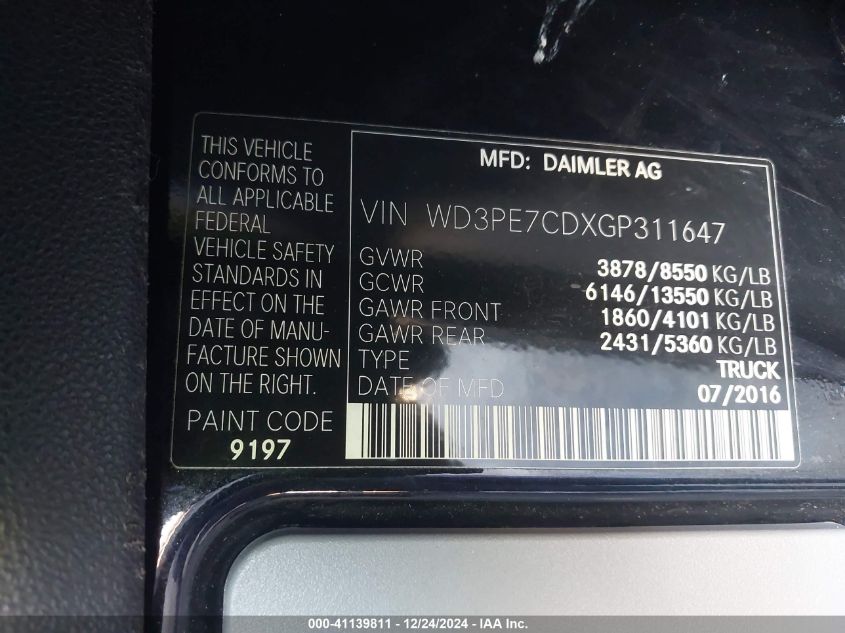 THIS VEHICLE
CONFORMS TO
ALL APPLICABLE
FEDERAL
VEHICLE SAFETY
STANDARDS IN
EFFECT ON THE
DATE OF MANU-
FACTURE SHOWN
ON THE RIGHT.
PAINT CODE
9197
MFD: DAIMLER AG
VIN WD3PE7CDXGP311647
GVWR 3878/8550 KG/LB
GCWR 6146/13550 KG/LB
GAWR FRONT 1860/4101 KG/LB
GAWR REAR 2431/5360 KG/LB
TYPE TRUCK
DATE OF MFD 07/2016
000-41139811 - 12/24/2024 - IAA Inc.